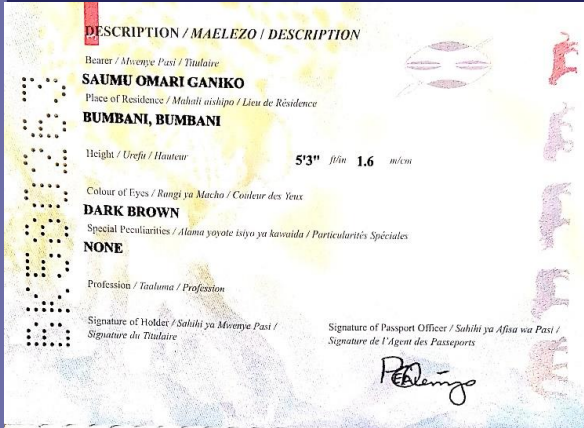 DESCRIPTION / MAELEZO / DESCRIPTION
Bearer / Mwenye Pasi / Titulaire
SAUMU OMARI GANIKO
Place of Residence / Mahali aishipo / Lieu de Résidence
BUMBANI, BUMBANI
Height / Urefu / Hauteur 5'3" ft/in 1.6 m/cm
Colour of Eyes / Rangi ya Macho / Couleur des Yeux
DARK BROWN
Special Peculiarities / Alama yoyote isiyo ya kawaida / Particularités Spéciales
NONE
Profession / Taaluma / Profession
Signature of Holder / Sahihi ya Mwenye Pasi /
Signature du Titulaire
Signature of Passport Officer / Sahihi ya Afisa wa Pasi /
Signature de l'Agent des Passeports